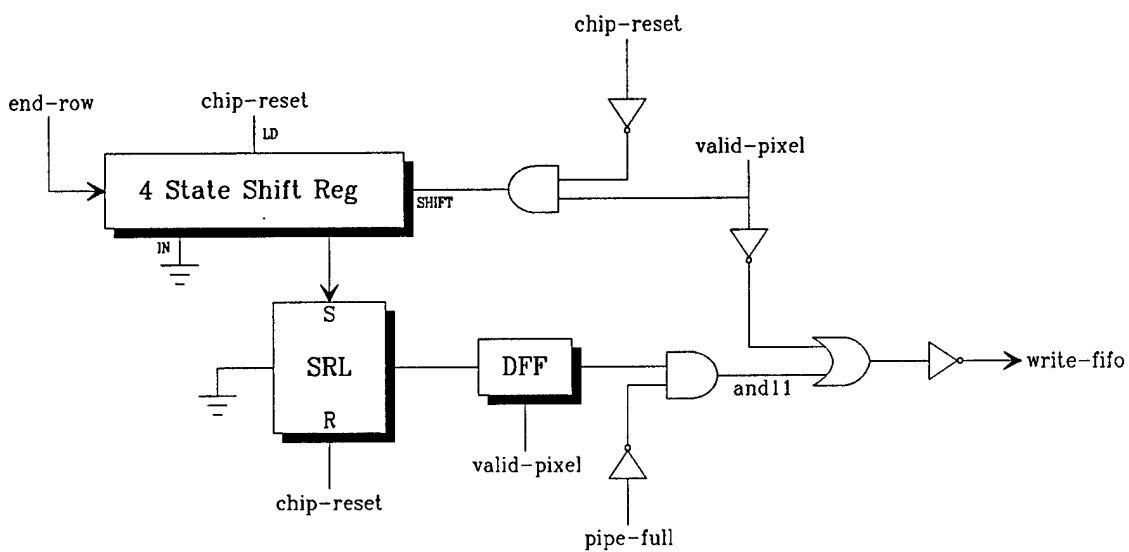 chip-reset
end-row
chip-reset
LD
valid-pixel
4 State Shift Reg
SHIFT
IN
S
SRL
DFF
R
and11
write-fifo
valid-pixel
chip-reset
pipe-full